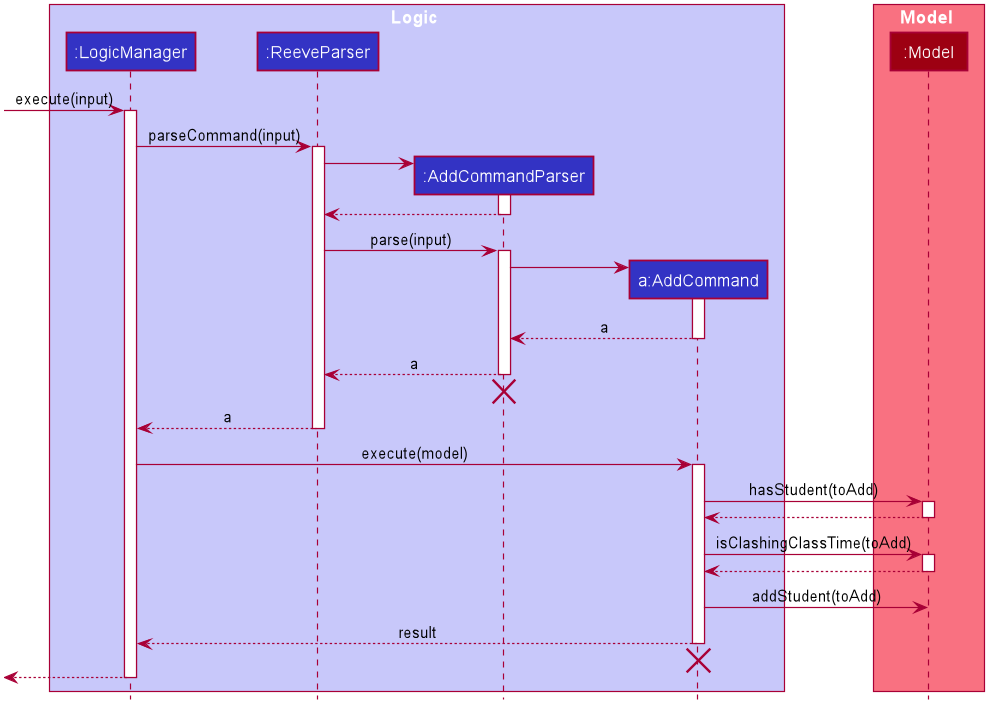 Logic
Model
:LogicManager
:ReeveParser
:Model
execute(input)
parseCommand(input)
:AddCommandParser
parse(input)
a:AddCommand
a
a
a
execute(model)
hasStudent(toAdd)
isClashingClassTime(toAdd)
addStudent(toAdd)
result